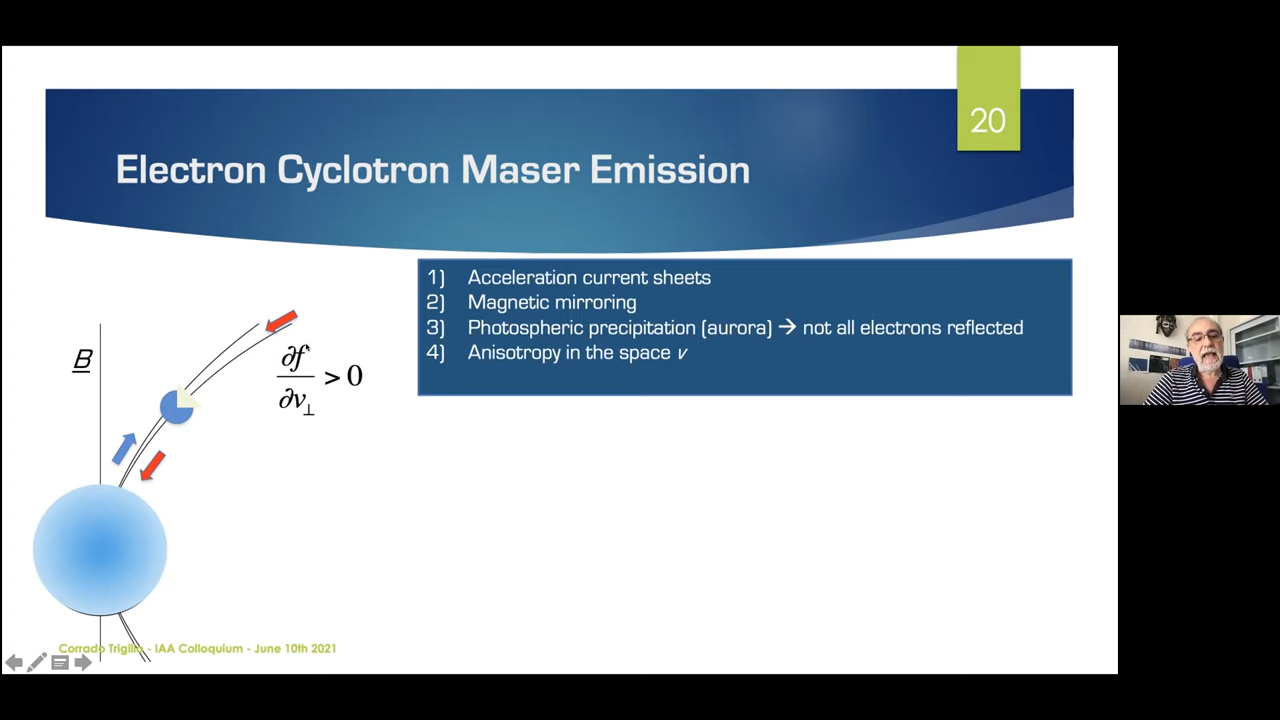 20
Electron Cyclotron Maser Emission
1) Acceleration current sheets
2) Magnetic mirroring
3) Photospheric precipitation (aurora) → not all electrons reflected
4) Anisotropy in the space v
B
∂f
∂v⊥
> 0
Corrado Trigilio - IAA Colloquium - June 10th 2021